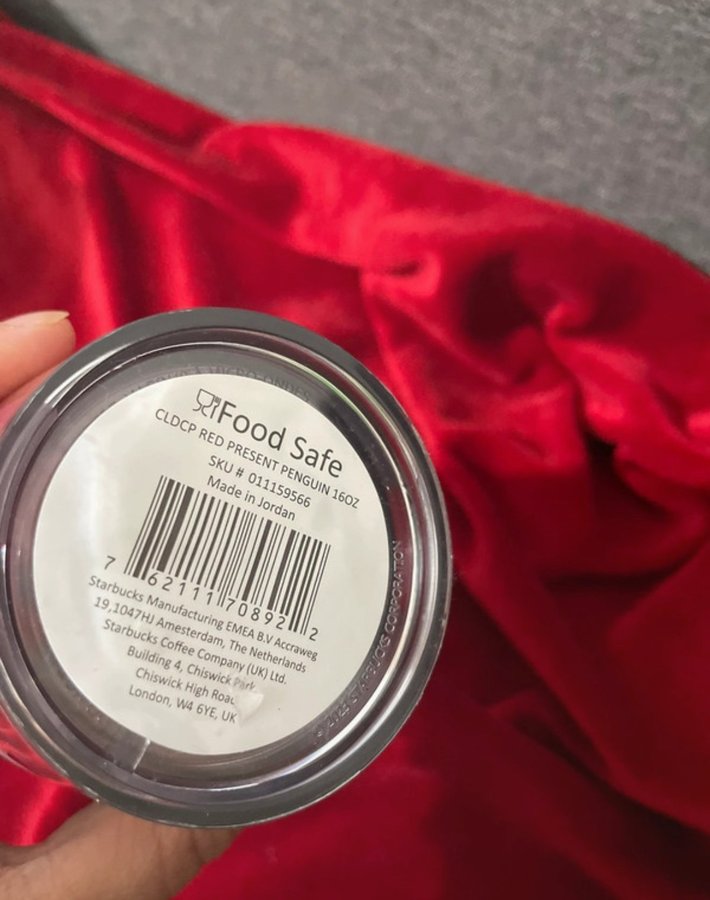 Food Safe
CLDCP RED PRESENT PENGUIN 16OZ
SKU # 011159566
Made in Jordan
7 62111 70892 2
Starbucks Manufacturing EMEA B.V Accraweg
19,1047HJ Amesterdam, The Netherlands
Starbucks Coffee Company (UK) Ltd.
Building 4, Chiswick Park
Chiswick High Road
London, W4 6YE, UK
STARBUCKS CORPORATION